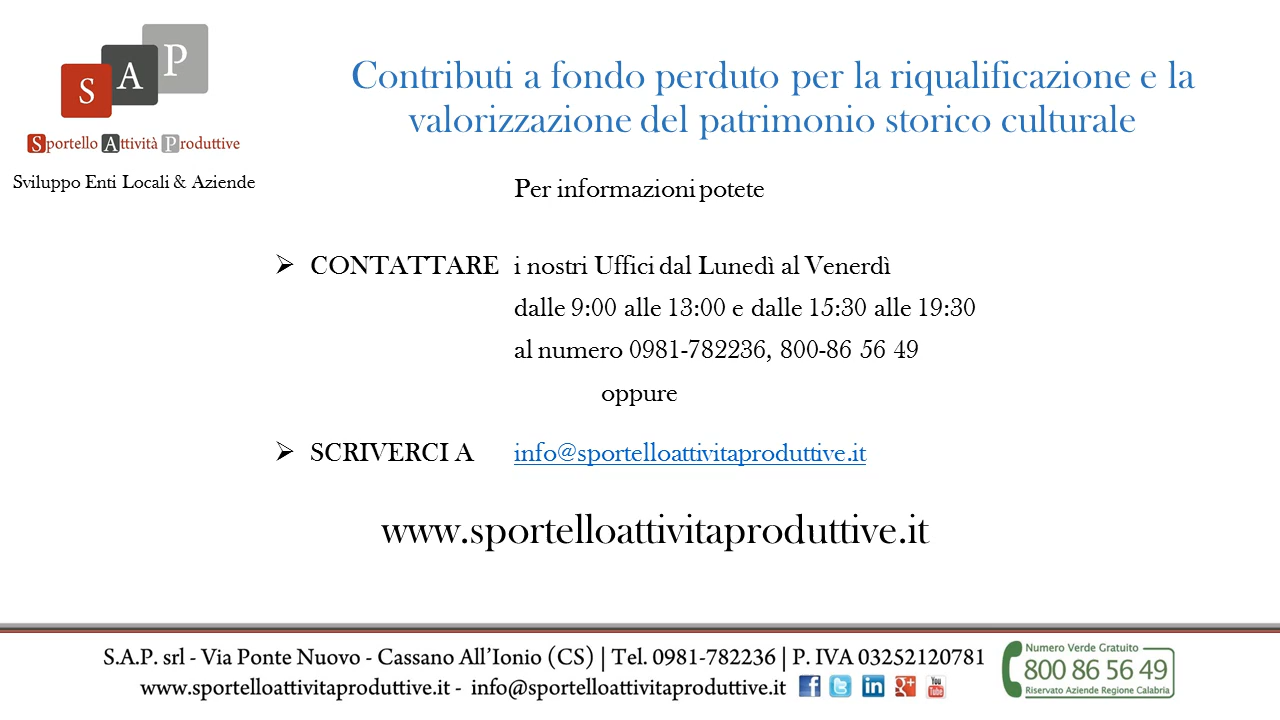 S A P
Sportello Attività Produttive
Sviluppo Enti Locali & Aziende
Contributi a fondo perduto per la riqualificazione e la
valorizzazione del patrimonio storico culturale
Per informazioni potete
➢ CONTATTARE i nostri Uffici dal Lunedì al Venerdì
dalle 9:00 alle 13:00 e dalle 15:30 alle 19:30
al numero 0981-782236, 800-86 56 49
oppure
➢ SCRIVERCI A info@sportelloattivitaproduttive.it
www.sportelloattivitaproduttive.it
S.A.P. srl - Via Ponte Nuovo - Cassano All'Ionio (CS) | Tel. 0981-782236 | P. IVA 03252120781
www.sportelloattivitaproduttive.it - info@sportelloattivitaproduttive.it
You Tube
Numero Verde Gratuito
800 86 56 49
Riservato Aziende Regione Calabria